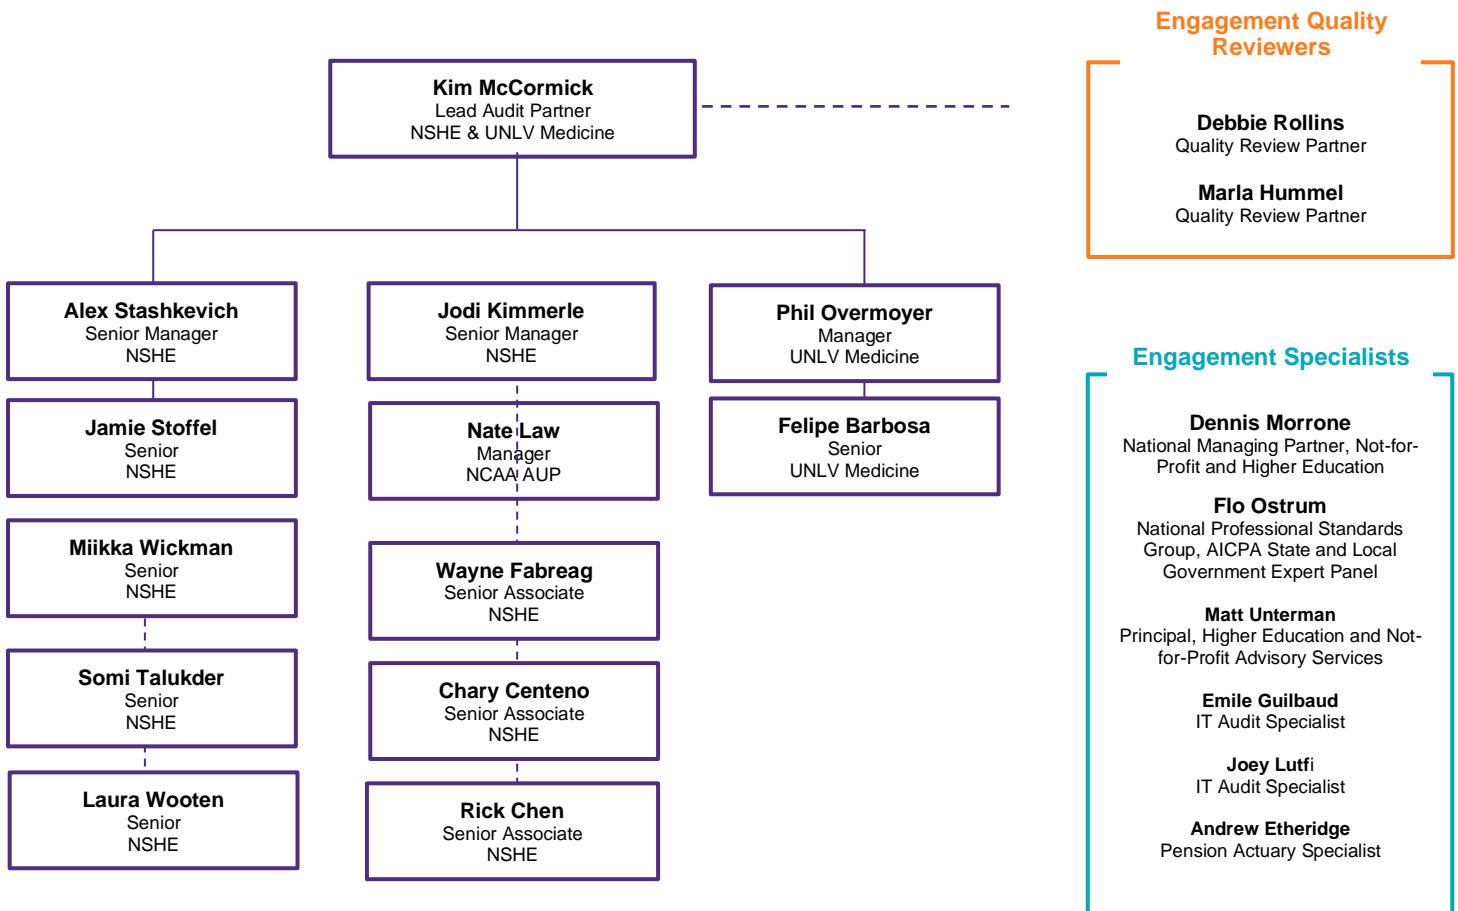 Kim McCormick
Lead Audit Partner
NSHE & UNLV Medicine
Alex Stashkevich
Senior Manager
NSHE
Jamie Stoffel
Senior
NSHE
Miikka Wickman
Senior
NSHE
Somi Talukder
Senior
NSHE
Laura Wooten
Senior
NSHE
Jodi Kimmerle
Senior Manager
NSHE
Nate Law
Manager
NCAA AUP
Wayne Fabreag
Senior Associate
NSHE
Chary Centeno
Senior Associate
NSHE
Rick Chen
Senior Associate
NSHE
Phil Overmoyer
Manager
UNLV Medicine
Felipe Barbosa
Senior
UNLV Medicine
Engagement Quality
Reviewers
Debbie Rollins
Quality Review Partner
Marla Hummel
Quality Review Partner
Engagement Specialists
Dennis Morrone
National Managing Partner, Not-for-
Profit and Higher Education
Flo Ostrum
National Professional Standards
Group, AICPA State and Local
Government Expert Panel
Matt Unterman
Principal, Higher Education and Not-
for-Profit Advisory Services
Emile Guilbaud
IT Audit Specialist
Joey Lutfi
IT Audit Specialist
Andrew Etheridge
Pension Actuary Specialist